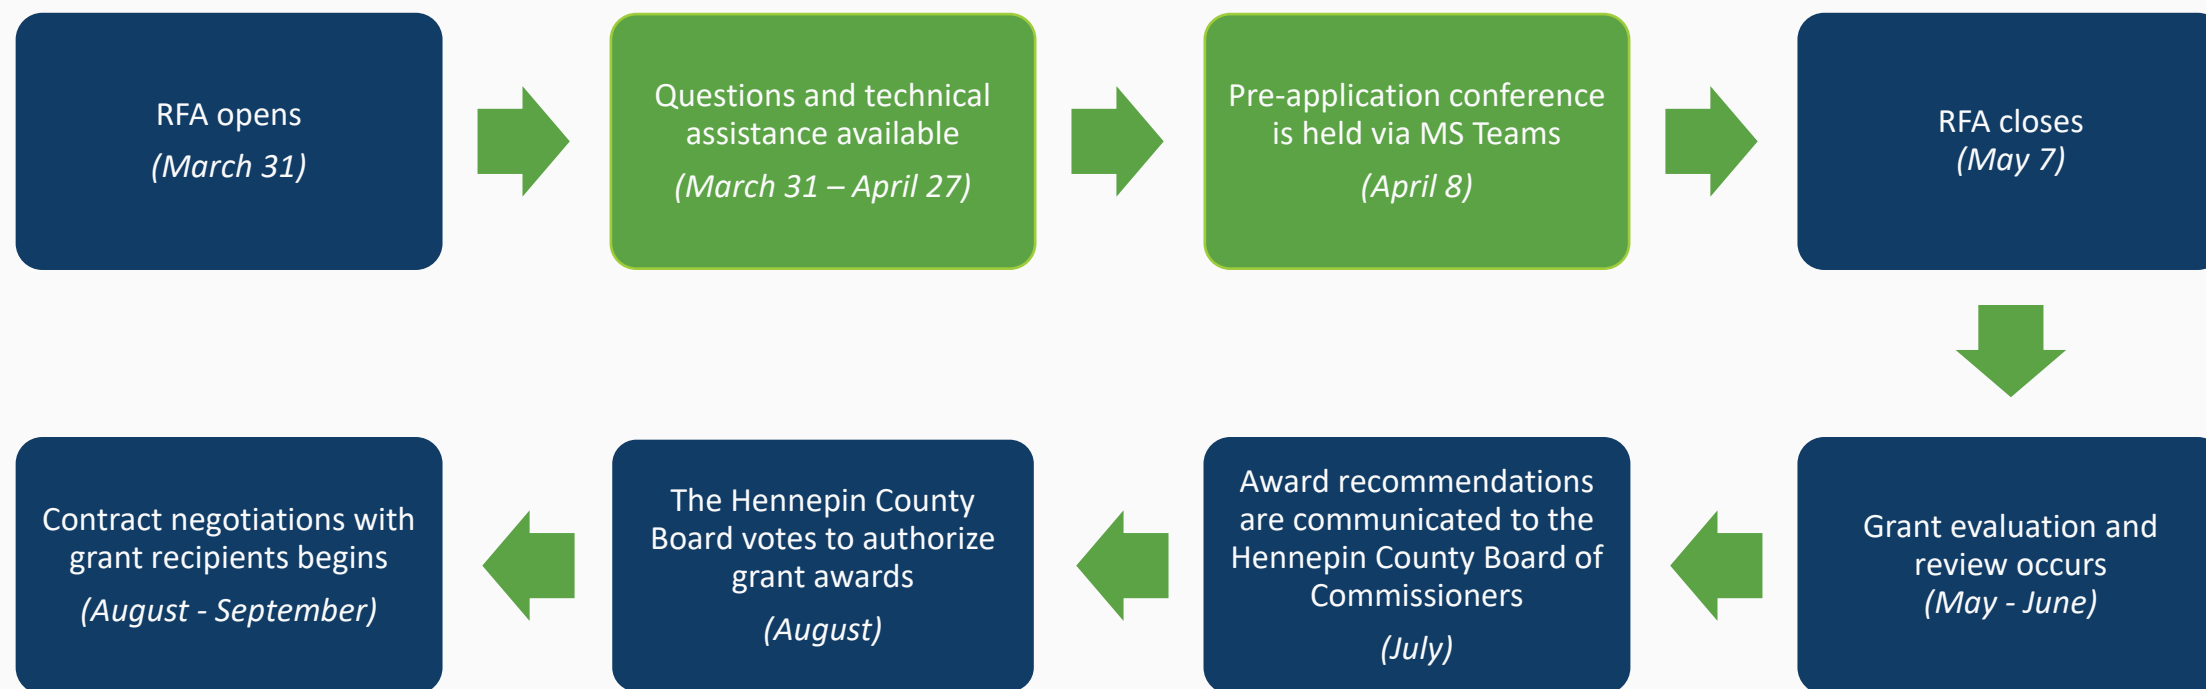 RFA opens
(March 31)
Questions and technical
assistance available
(March 31 – April 27)
Pre-application conference
is held via MS Teams
(April 8)
RFA closes
(May 7)
Grant evaluation and
review occurs
(May - June)
Award recommendations
are communicated to the
Hennepin County Board of
Commissioners
(July)
The Hennepin County
Board votes to authorize
grant awards
(August)
Contract negotiations with
grant recipients begins
(August - September)